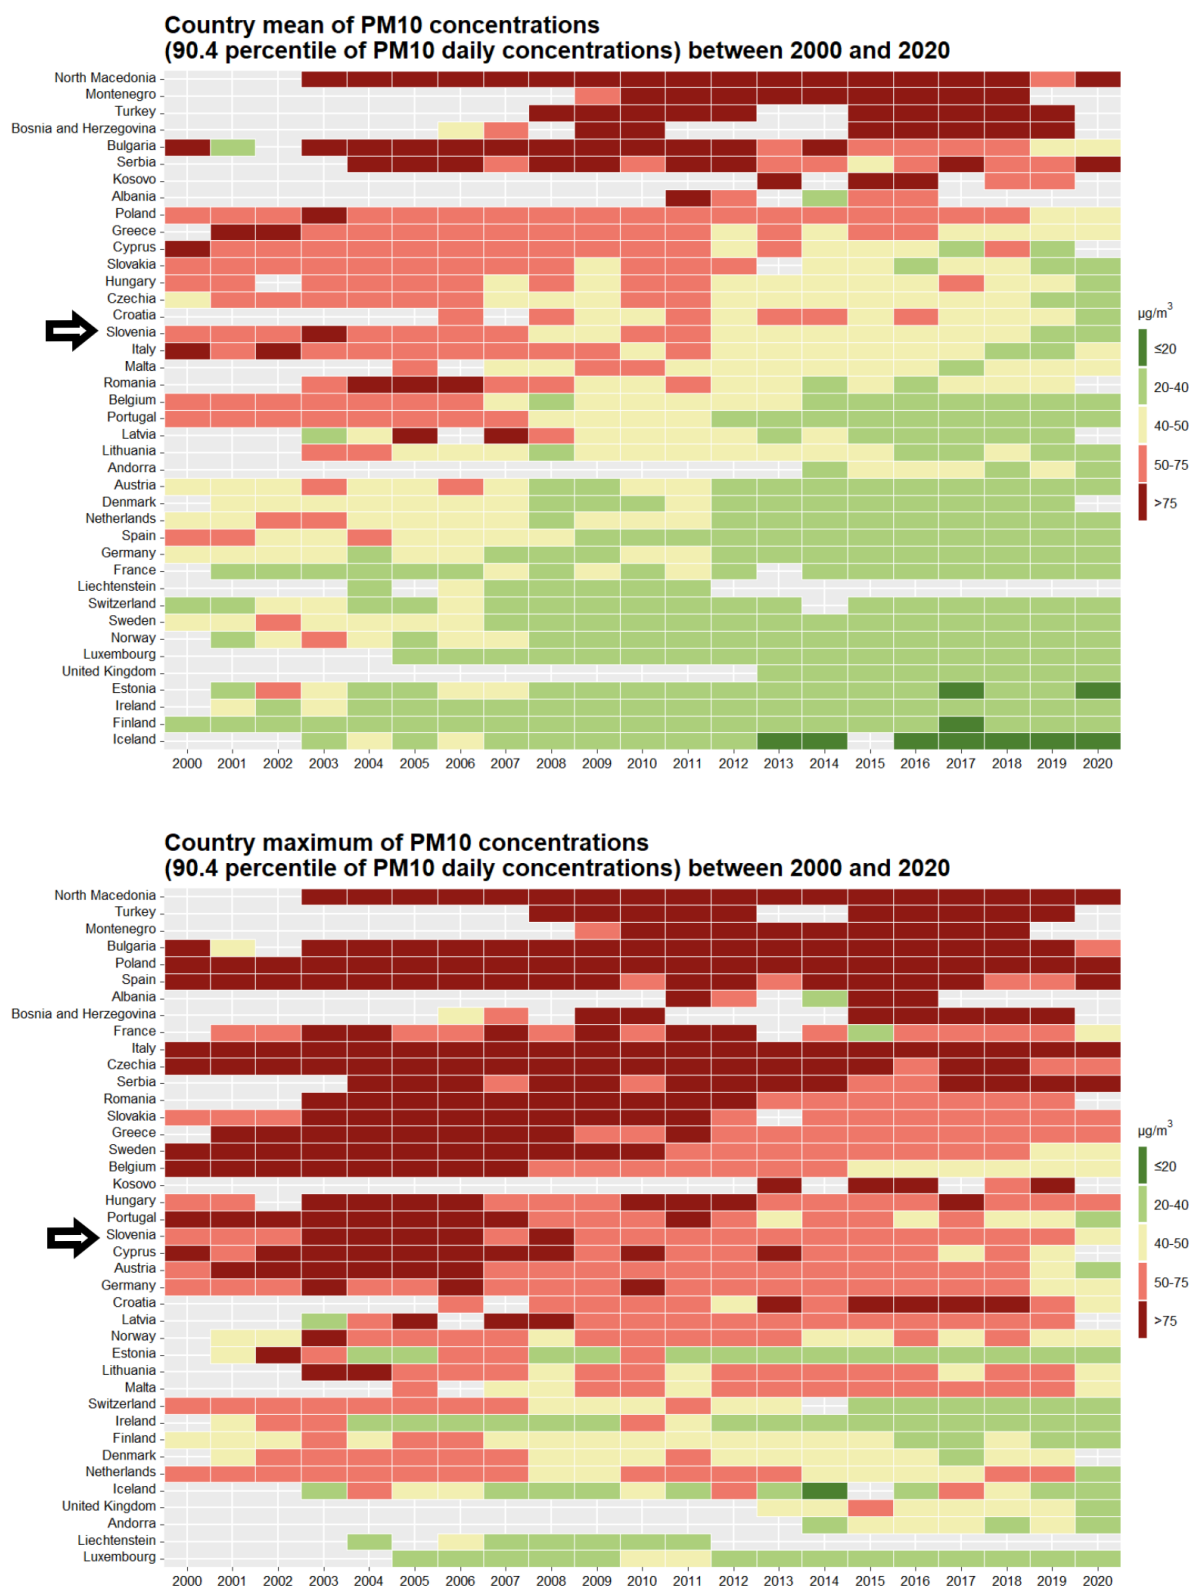 Country mean of PM10 concentrations
(90.4 percentile of PM10 daily concentrations) between 2000 and 2020
North Macedonia
Montenegro
Turkey
Bosnia and Herzegovina
Bulgaria
Serbia
Kosovo
Albania
Poland
Greece
Cyprus
Slovakia
Hungary
Czechia
Croatia
Slovenia
Italy
Malta
Romania
Belgium
Portugal
Latvia
Lithuania
Andorra
Austria
Denmark
Netherlands
Spain
Germany
France
Liechtenstein
Switzerland
Sweden
Norway
Luxembourg
United Kingdom
Estonia
Ireland
Finland
Iceland
2000 2001 2002 2003 2004 2005 2006 2007 2008 2009 2010 2011 2012 2013 2014 2015 2016 2017 2018 2019 2020
µg/m³
≤20
20-40
40-50
50-75
>75
Country maximum of PM10 concentrations
(90.4 percentile of PM10 daily concentrations) between 2000 and 2020
North Macedonia
Turkey
Montenegro
Bulgaria
Poland
Spain
Albania
Bosnia and Herzegovina
France
Italy
Czechia
Serbia
Romania
Slovakia
Greece
Sweden
Belgium
Kosovo
Hungary
Portugal
Slovenia
Cyprus
Austria
Germany
Croatia
Latvia
Norway
Estonia
Lithuania
Malta
Switzerland
Ireland
Finland
Denmark
Netherlands
Iceland
United Kingdom
Andorra
Liechtenstein
Luxembourg
2000 2001 2002 2003 2004 2005 2006 2007 2008 2009 2010 2011 2012 2013 2014 2015 2016 2017 2018 2019 2020
µg/m³
≤20
20-40
40-50
50-75
>75